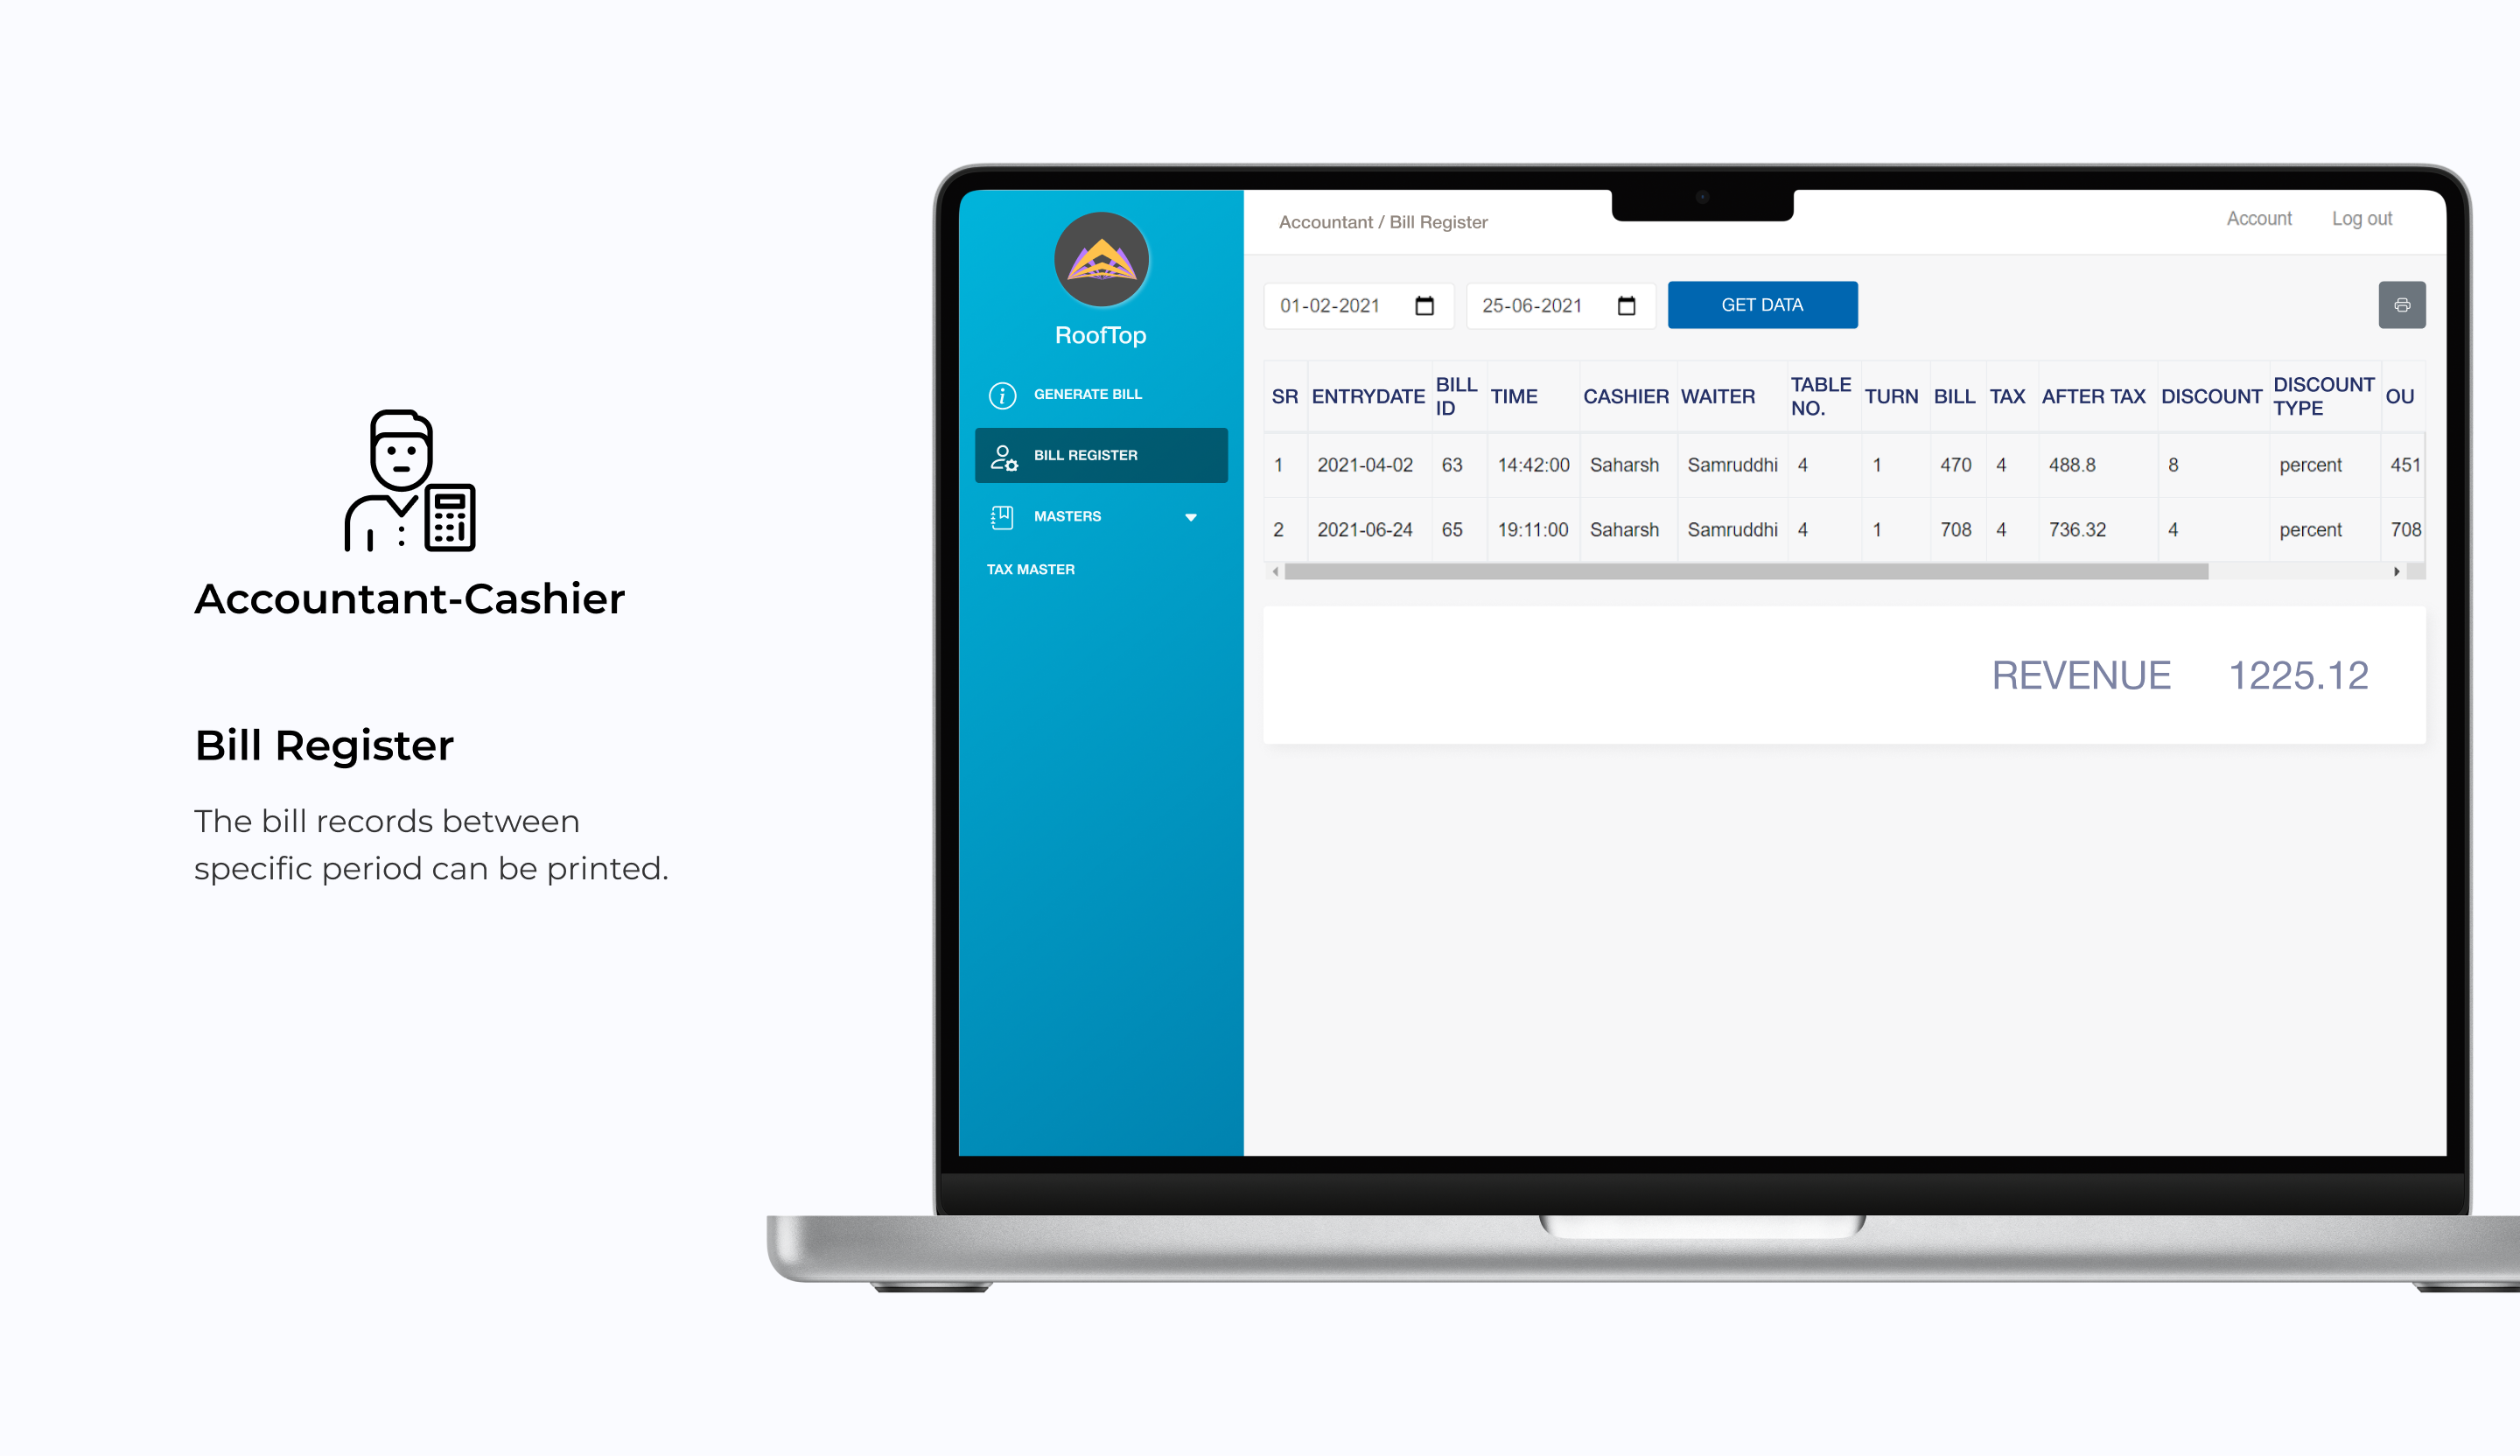 Accountant-Cashier
Bill Register
The bill records between
specific period can be printed.
RoofTop
GENERATE BILL
BILL REGISTER
MASTERS
TAX MASTER
Accountant / Bill Register
Account Log out
01-02-2021 25-06-2021 GET DATA
SR ENTRYDATE BILL ID TIME CASHIER WAITER TABLE NO. TURN BILL TAX AFTER TAX DISCOUNT DISCOUNT TYPE OU
1 2021-04-02 63 14:42:00 Saharsh Samruddhi 4 1 470 4 488.8 8 percent 451
2 2021-06-24 65 19:11:00 Saharsh Samruddhi 4 1 708 4 736.32 4 percent 708
REVENUE 1225.12